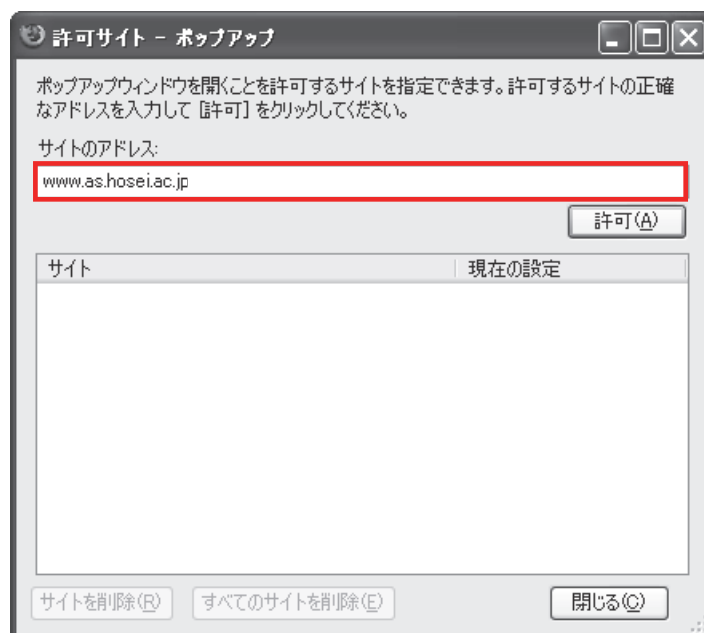 許可サイト - ポップアップ
ポップアップウィンドウを開くことを許可するサイトを指定できます。許可するサイトの正確
なアドレスを入力して [許可] をクリックしてください。
サイトのアドレス:
www.as.hosei.ac.jp
許可(A)
サイト 現在の設定
サイトを削除(R) すべてのサイトを削除(E) 閉じる(C)